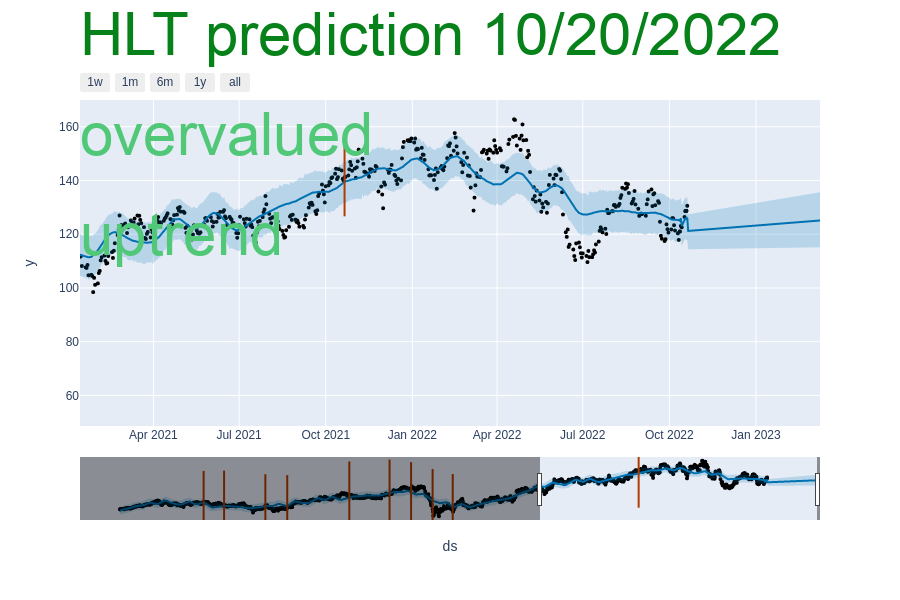 HLT prediction 10/20/2022
1w 1m 6m 1y all
overvalued
uptrend
160
140
120
100
80
60
y
Apr 2021 Jul 2021 Oct 2021 Jan 2022 Apr 2022 Jul 2022 Oct 2022 Jan 2023
ds